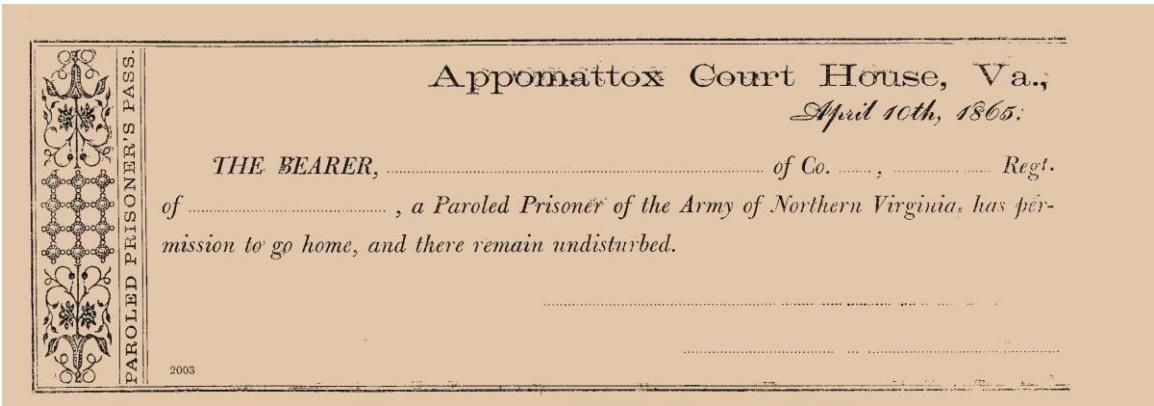 PAROLED PRISONER'S PASS.
Appomattox Court House, Va.,
April 10th, 1865.
THE BEARER, of Co. , Regt.
of , a Paroled Prisoner of the Army of Northern Virginia, has per-
mission to go home, and there remain undisturbed.
2003